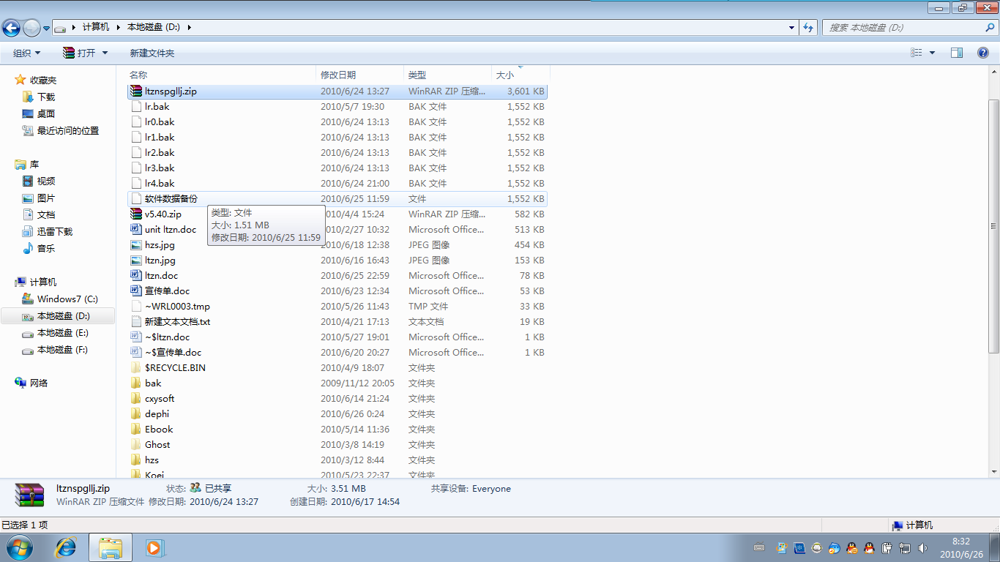 计算机 本地磁盘 (D:) 搜索 本地磁盘 (D:)
组织 打开 新建文件夹
收藏夹
下载
桌面
最近访问的位置
库
视频
图片
文档
迅雷下载
音乐
计算机
Windows7 (C:)
本地磁盘 (D:)
本地磁盘 (E:)
本地磁盘 (F:)
网络
名称 修改日期 类型 大小
ltznspgllj.zip 2010/6/24 13:27 WinRAR ZIP 压缩... 3,601 KB
lr.bak 2010/5/7 19:30 BAK 文件 1,552 KB
lr0.bak 2010/6/24 13:13 BAK 文件 1,552 KB
lr1.bak 2010/6/24 13:13 BAK 文件 1,552 KB
lr2.bak 2010/6/24 13:13 BAK 文件 1,552 KB
lr3.bak 2010/6/24 13:13 BAK 文件 1,552 KB
lr4.bak 2010/6/24 21:00 BAK 文件 1,552 KB
软件数据备份 2010/6/25 11:59 文件 1,552 KB
v5.40.zip 2010/4/4 15:24 WinRAR ZIP 压缩... 582 KB
unit ltzn.doc 2010/2/27 10:32 Microsoft Office... 513 KB
hzs.jpg 2010/6/18 12:38 JPEG 图像 454 KB
类型: 文件
大小: 1.51 MB
修改日期: 2010/6/25 11:59
ltzn.jpg 2010/6/16 16:43 JPEG 图像 153 KB
ltzn.doc 2010/6/25 22:59 Microsoft Office... 78 KB
宣传单.doc 2010/6/23 12:34 Microsoft Office... 53 KB
~WRL0003.tmp 2010/5/26 11:43 TMP 文件 33 KB
新建文本文档.txt 2010/4/21 17:13 文本文档 19 KB
~$ltzn.doc 2010/5/27 19:01 Microsoft Office... 1 KB
~$宣传单.doc 2010/6/20 20:27 Microsoft Office... 1 KB
$RECYCLE.BIN 2010/4/9 18:07 文件夹
bak 2009/11/12 20:05 文件夹
cxysoft 2010/6/14 21:24 文件夹
dephi 2010/6/26 0:24 文件夹
Ebook 2010/5/14 11:36 文件夹
Ghost 2010/3/8 14:19 文件夹
hzs 2010/3/12 8:44 文件夹
Koei 2010/5/23 22:37 文件夹
ltznspgllj.zip 状态: 已共享 大小: 3.51 MB 共享设备: Everyone
WinRAR ZIP 压缩文件 修改日期: 2010/6/24 13:27 创建日期: 2010/6/17 14:54
已选择 1 项 计算机
8:32
2010/6/26